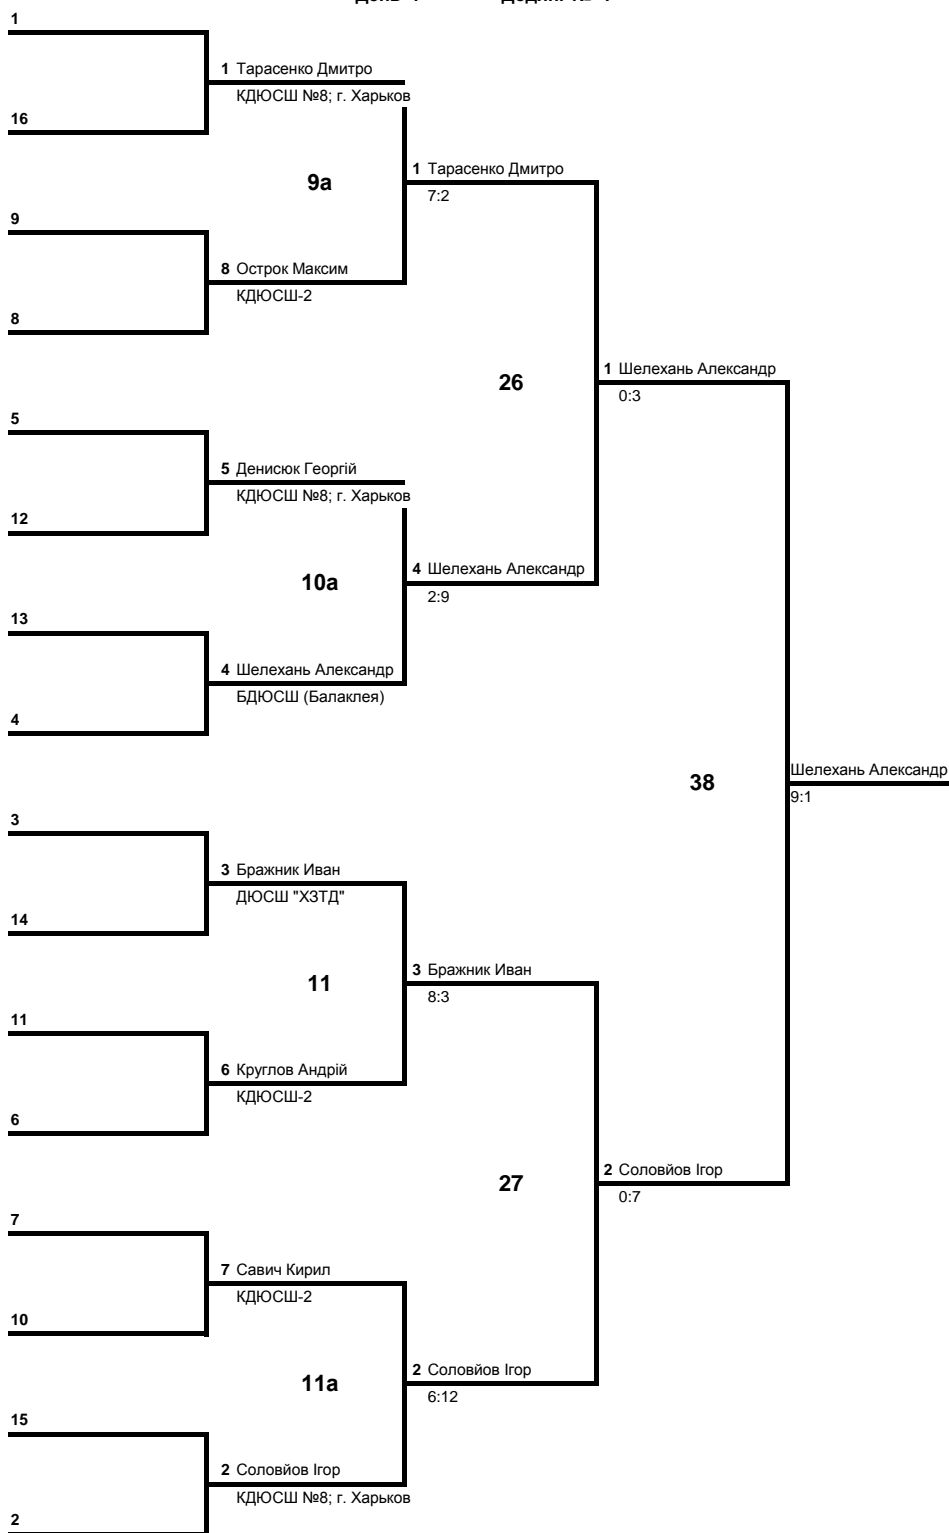 1
1 Тарасенко Дмитро
КДЮСШ №8; г. Харьков
16
9а
1 Тарасенко Дмитро
7:2
9
8 Острок Максим
КДЮСШ-2
8
1 Шелехань Александр
0:3
26
5
5 Денисюк Георгій
КДЮСШ №8; г. Харьков
12
10а
4 Шелехань Александр
2:9
13
4 Шелехань Александр
БДЮСШ (Балаклея)
4
38
Шелехань Александр
9:1
3
3 Бражник Иван
ДЮСШ "ХЗТД"
14
11
3 Бражник Иван
8:3
11
6 Круглов Андрій
КДЮСШ-2
6
27
2 Соловйов Ігор
0:7
7
7 Савич Кирил
КДЮСШ-2
10
11а
2 Соловйов Ігор
6:12
15
2 Соловйов Ігор
КДЮСШ №8; г. Харьков
2